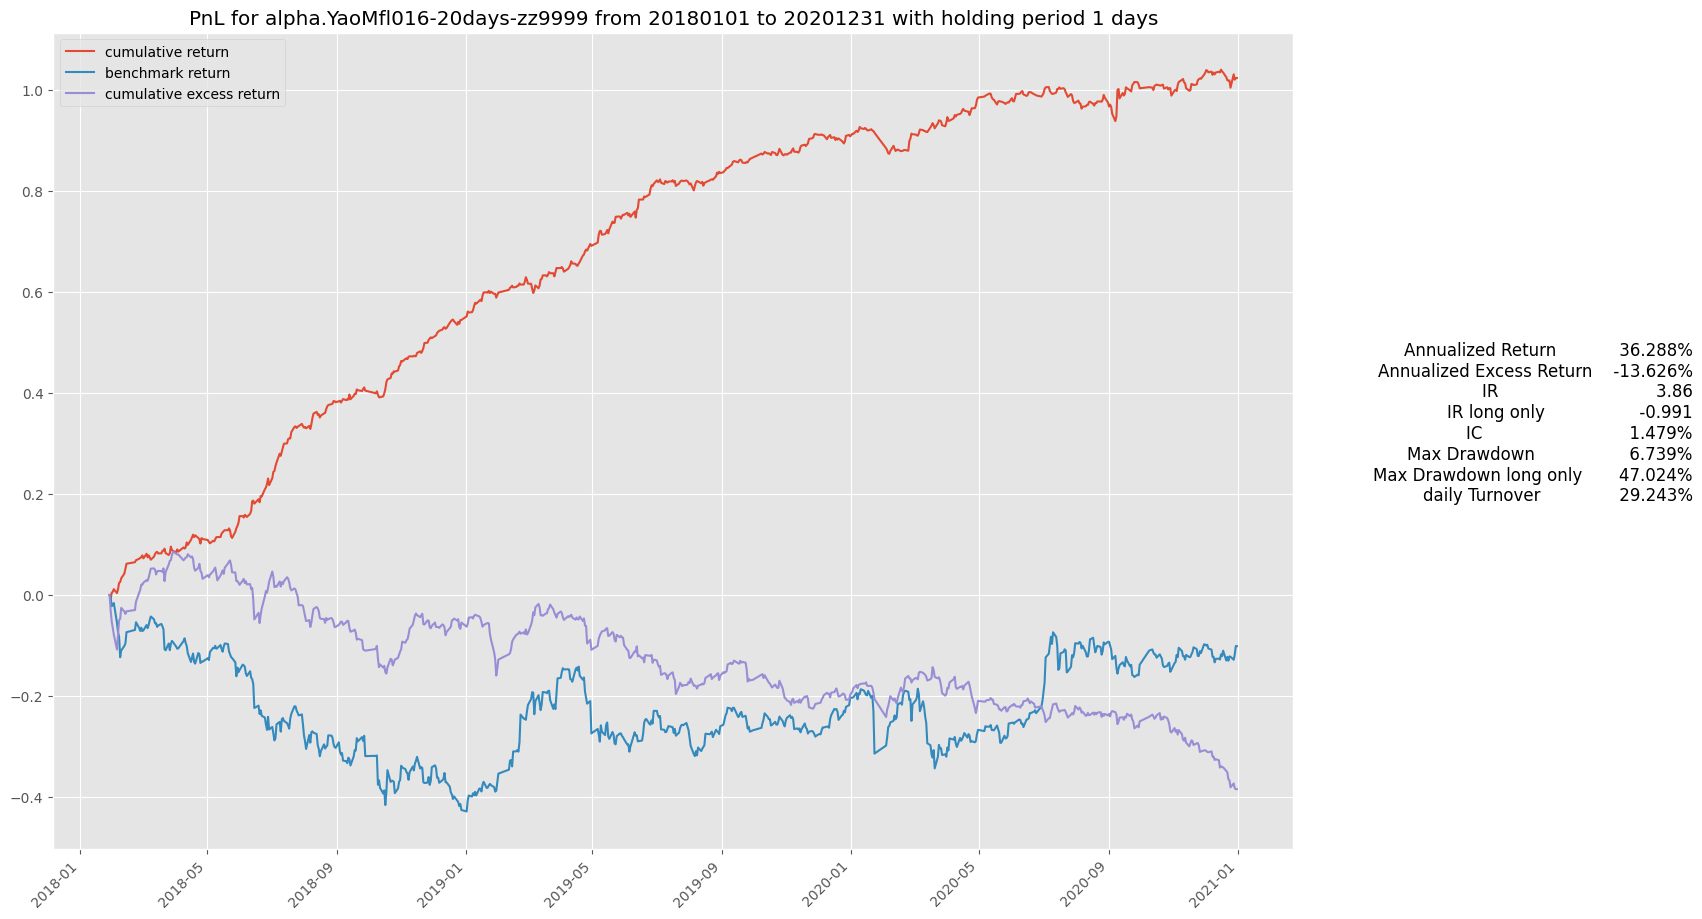 PnL for alpha.YaoMfl016-20days-zz9999 from 20180101 to 20201231 with holding period 1 days
cumulative return
benchmark return
cumulative excess return
1.0
0.8
0.6
0.4
0.2
0.0
−0.2
−0.4
2018-01
2018-05
2018-09
2019-01
2019-05
2019-09
2020-01
2020-05
2020-09
2021-01
Annualized Return 36.288%
Annualized Excess Return -13.626%
IR 3.86
IR long only -0.991
IC 1.479%
Max Drawdown 6.739%
Max Drawdown long only 47.024%
daily Turnover 29.243%